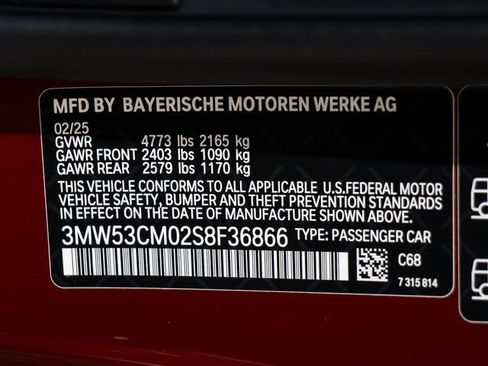 MFD BY BAYERISCHE MOTOREN WERKE AG
02/25
GVWR 4773 lbs 2165 kg
GAWR FRONT 2403 lbs 1090 kg
GAWR REAR 2579 lbs 1170 kg
THIS VEHICLE CONFORMS TO ALL APPLICABLE U.S.FEDERAL MOTOR
VEHICLE SAFETY, BUMPER AND THEFT PREVENTION STANDARDS
IN EFFECT ON THE DATE OF MANUFACTURE SHOWN ABOVE.
3MW53CM02S8F36866 TYPE: PASSENGER CAR
C68
7 315 814